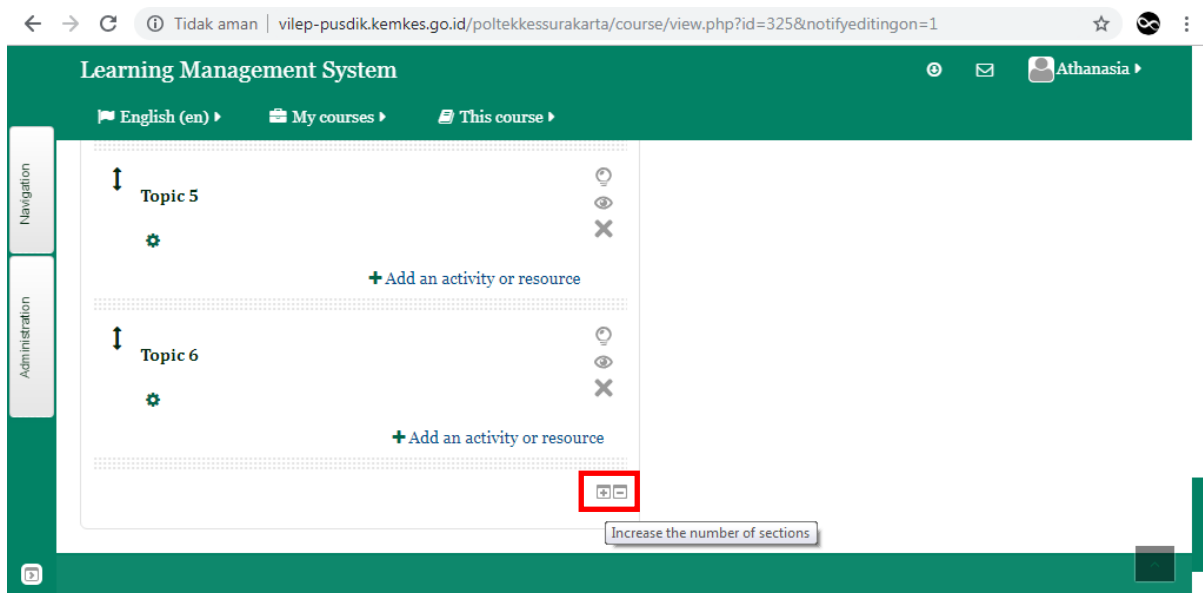 Tidak aman | vilep-pusdik.kemkes.go.id/poltekkessurakarta/course/view.php?id=325&notifyeditingon=1
Learning Management System
Athanasia
English (en)
My courses
This course
Navigation
Administration
Topic 5
Add an activity or resource
Topic 6
Add an activity or resource
Increase the number of sections